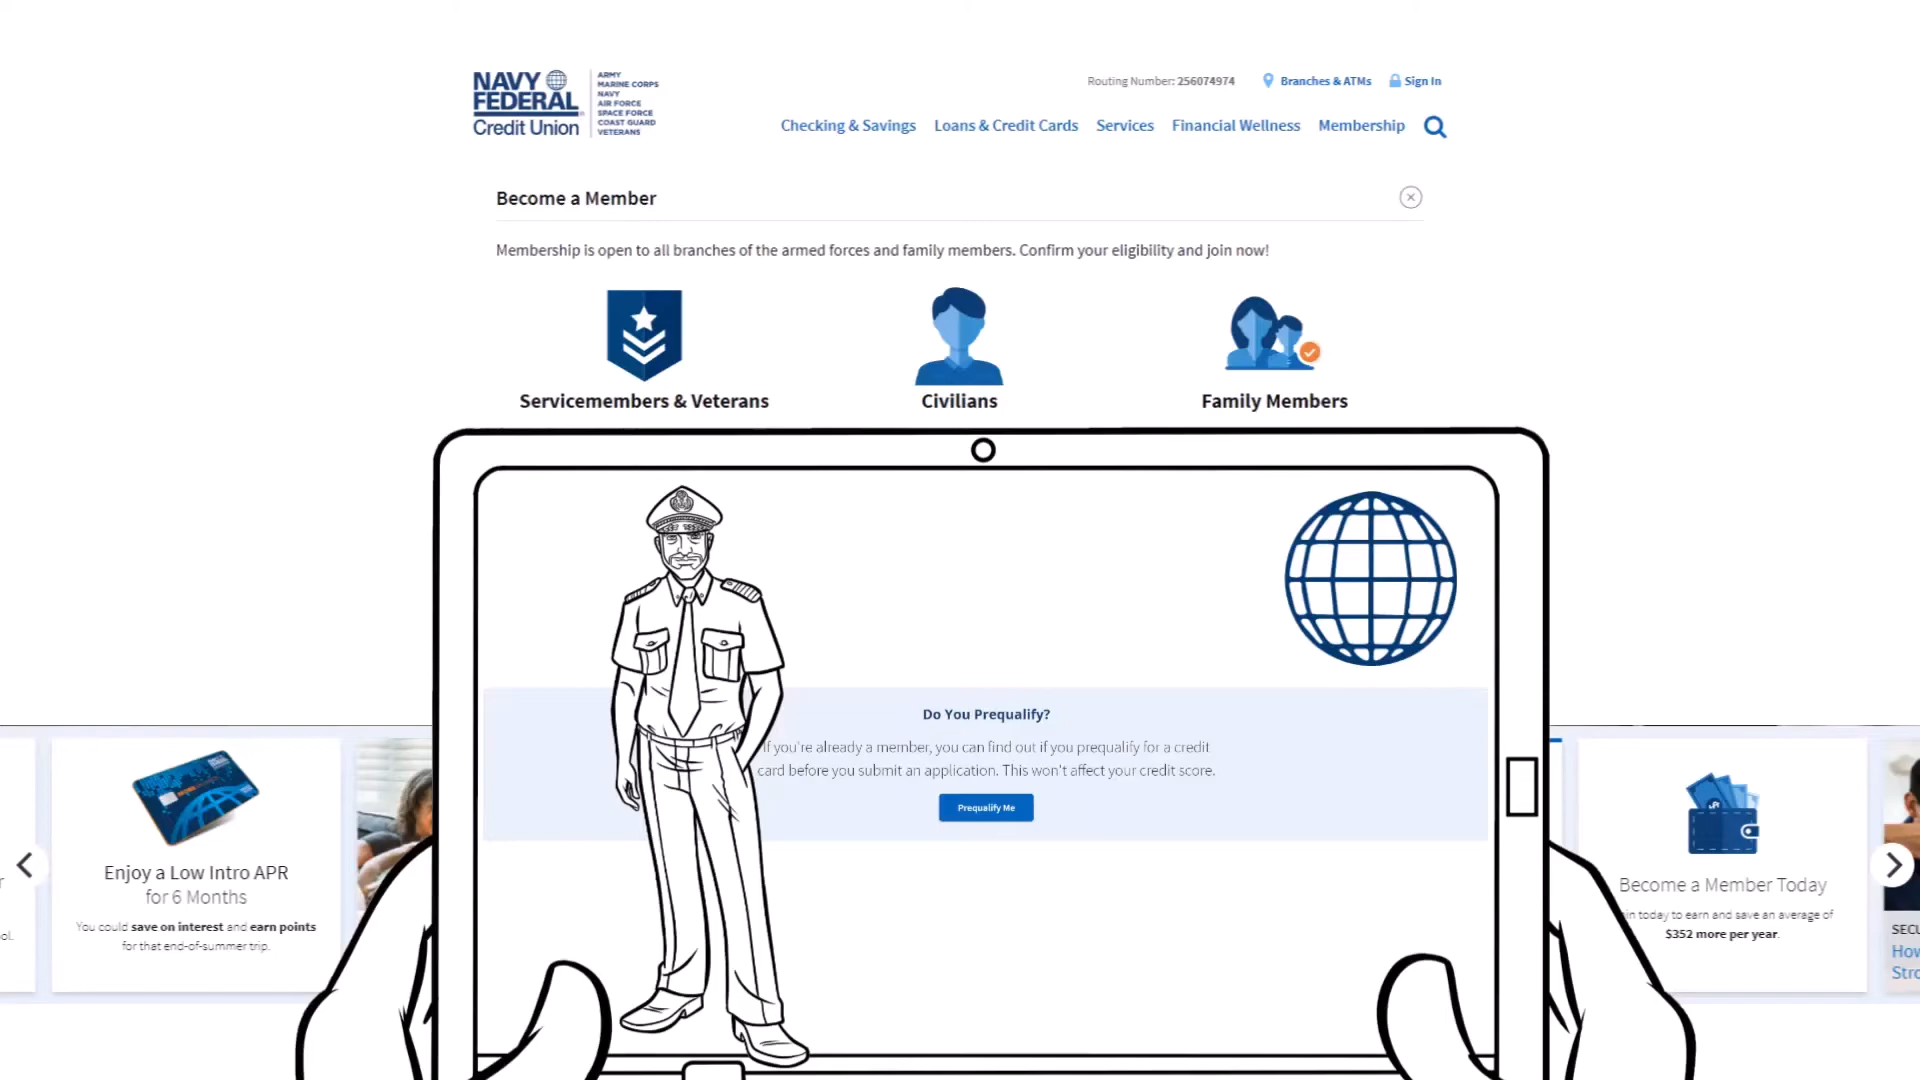 NAVY
FEDERAL
Credit Union
ARMY
MARINE CORPS
NAVY
AIR FORCE
SPACE FORCE
COAST GUARD
VETERANS
Routing Number: 256074974
Branches & ATMs
Sign In
Checking & Savings
Loans & Credit Cards
Services
Financial Wellness
Membership
Become a Member
Membership is open to all branches of the armed forces and family members. Confirm your eligibility and join now!
Servicemembers & Veterans
Civilians
Family Members
Do You Prequalify?
If you're already a member, you can find out if you prequalify for a credit
card before you submit an application. This won't affect your credit score.
Prequalify Me
Enjoy a Low Intro APR
for 6 Months
You could save on interest and earn points
for that end-of-summer trip.
Become a Member Today
today to earn and save an average of
$352 more per year.